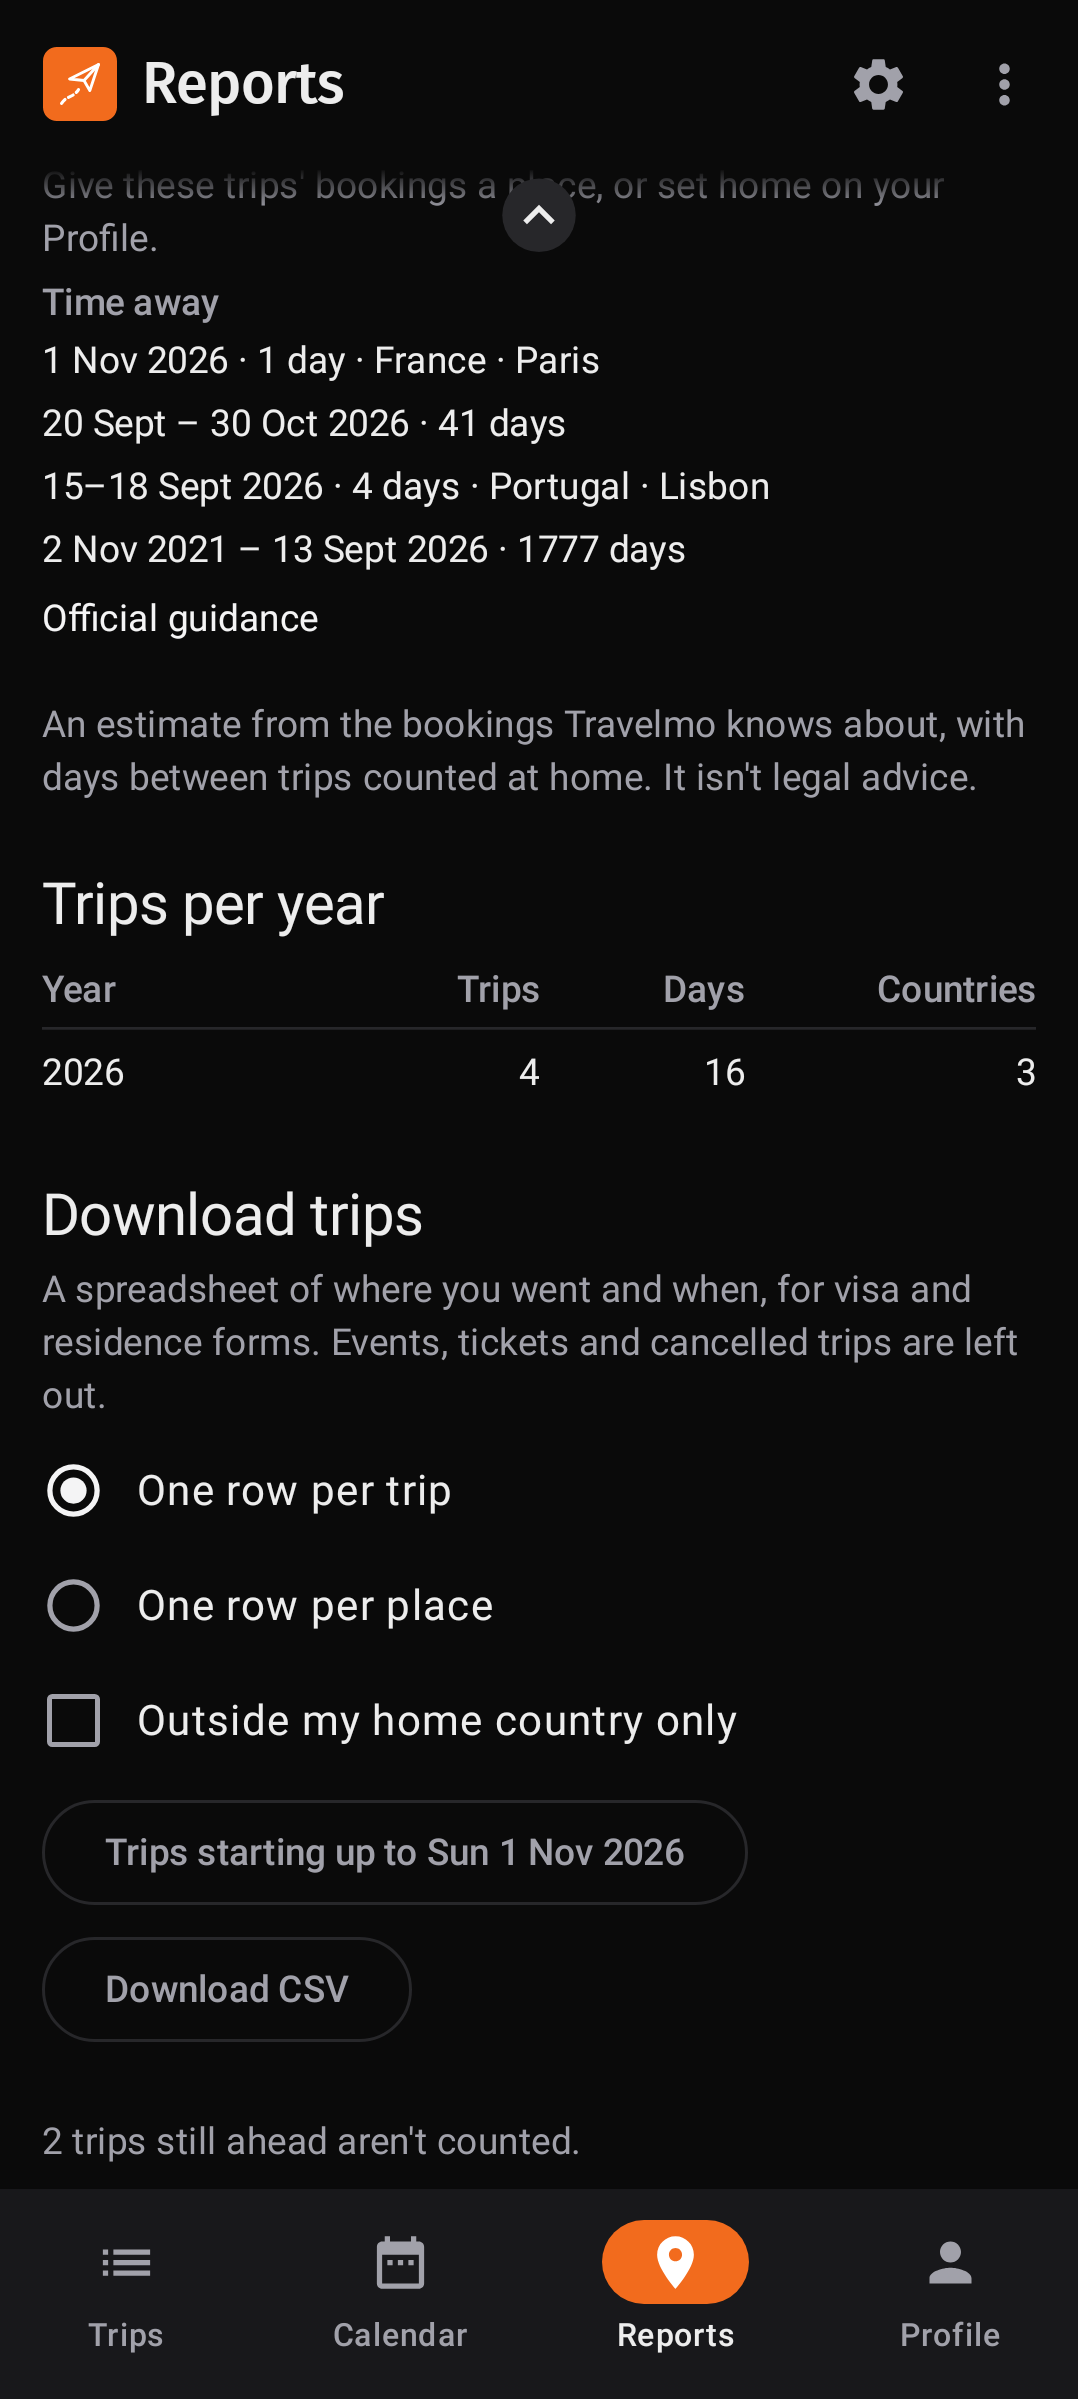 Reports
Give these trips' bookings a place, or set home on your
Profile.
Time away
1 Nov 2026 · 1 day · France · Paris
20 Sept – 30 Oct 2026 · 41 days
15–18 Sept 2026 · 4 days · Portugal · Lisbon
2 Nov 2021 – 13 Sept 2026 · 1777 days
Official guidance
An estimate from the bookings Travelmo knows about, with
days between trips counted at home. It isn't legal advice.
Trips per year
Year Trips Days Countries
2026 4 16 3
Download trips
A spreadsheet of where you went and when, for visa and
residence forms. Events, tickets and cancelled trips are left
out.
One row per trip
One row per place
Outside my home country only
Trips starting up to Sun 1 Nov 2026
Download CSV
2 trips still ahead aren't counted.
Trips Calendar Reports Profile